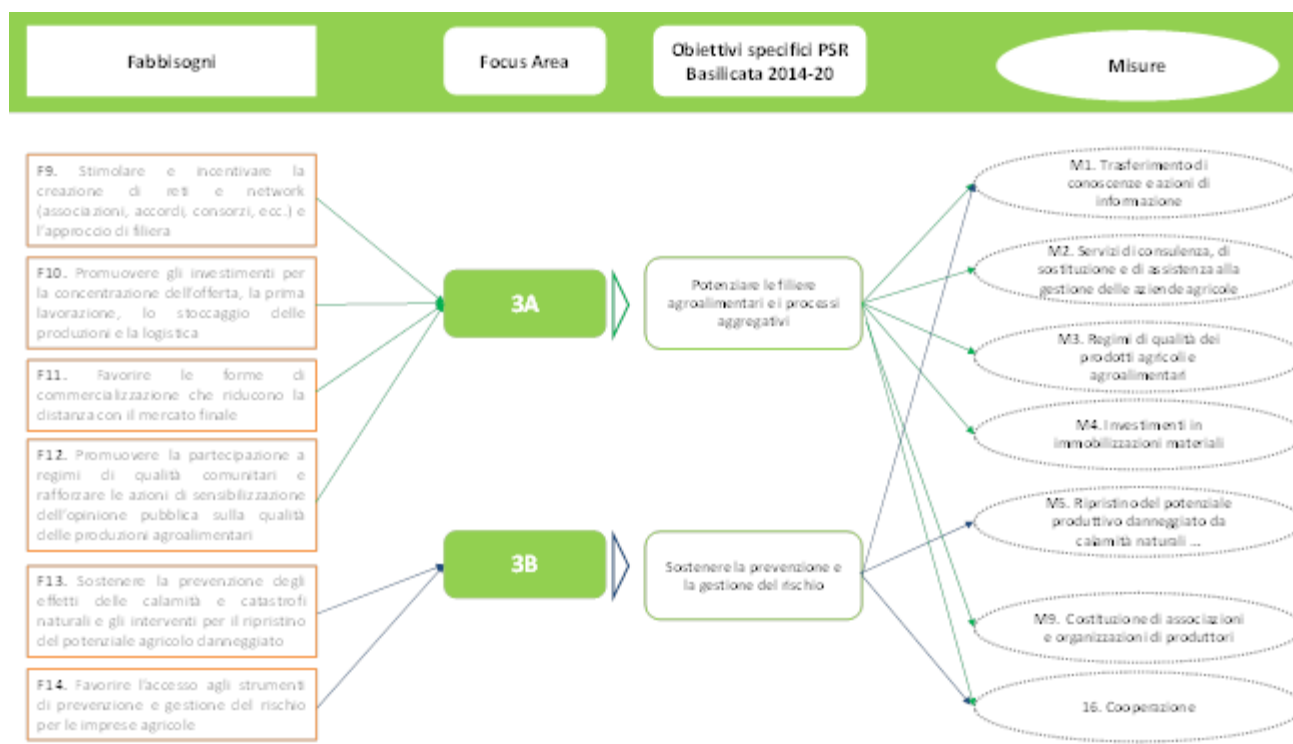 Fabbisogni
Focus Area
Obiettivi specifici PSR
Basilicata 2014-20
Misure
F9. Stimolare e incentivare la
creazione di reti e network
(associazioni, accordi, consorzi, ecc.) e
l'approccio di filiera
F10. Promuovere gli investimenti per
la concentrazione dell'offerta, la prima
lavorazione, lo stoccaggio delle
produzioni e la logistica
F11. Favorire le forme di
commercializzazione che riducono la
distanza con il mercato finale
F12. Promuovere la partecipazione a
regimi di qualità comunitari e
rafforzare le azioni di sensibilizzazione
dell'opinione pubblica sulla qualità
delle produzioni agroalimentari
F13. Sostenere la prevenzione degli
effetti delle calamità e catastrofi
naturali e gli interventi per il ripristino
del potenziale agricolo danneggiato
F14. Favorire l'accesso agli strumenti
di prevenzione e gestione del rischio
per le imprese agricole
3A
3B
Potenziare le filiere
agroalimentari e i processi
aggregativi
Sostenere la prevenzione e
la gestione del rischio
M1. Trasferimento di
conoscenze e azioni di
informazione
M2. Servizi di consulenza, di
sostituzione e di assistenza alla
gestione delle aziende agricole
M3. Regimi di qualità dei
prodotti agricoli e
agroalimentari
M4. Investimenti in
immobilizzazioni materiali
M5. Ripristino del potenziale
produttivo danneggiato da
calamità naturali ...
M9. Costituzione di associazioni
e organizzazioni di produttori
16. Cooperazione